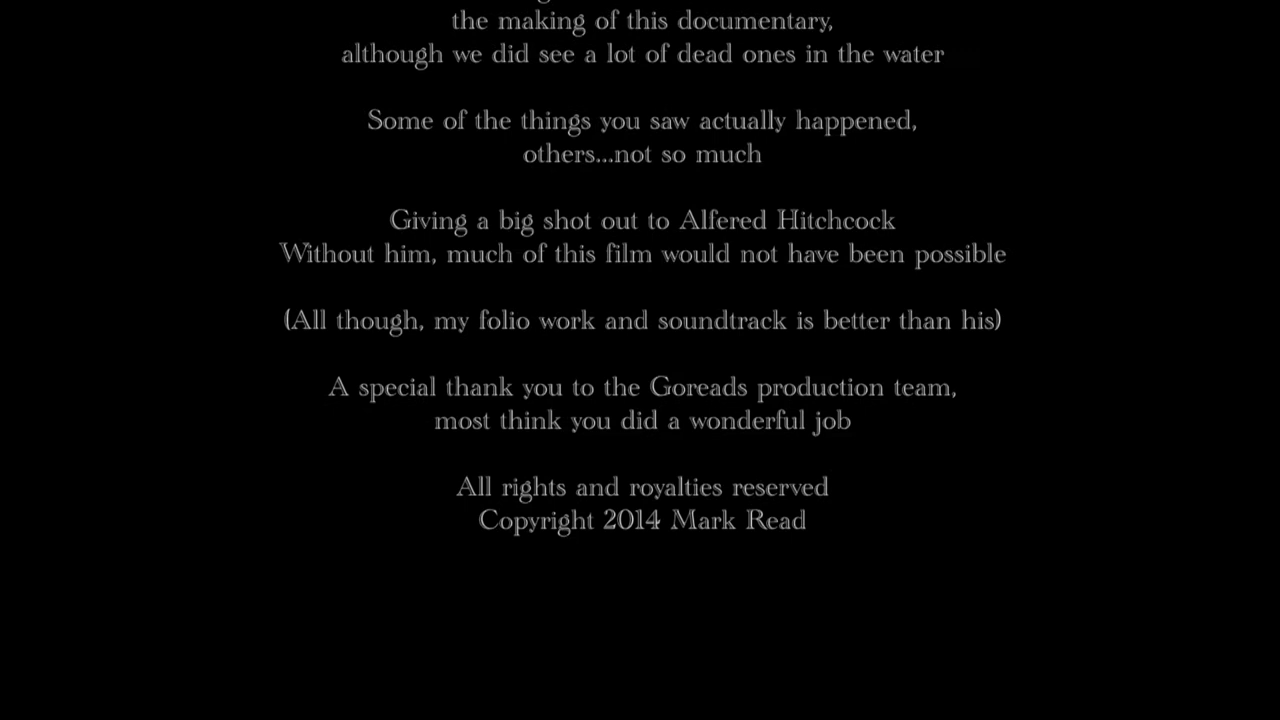 the making of this documentary,
although we did see a lot of dead ones in the water
Some of the things you saw actually happened,
others...not so much
Giving a big shot out to Alfered Hitchcock
Without him, much of this film would not have been possible
(All though, my folio work and soundtrack is better than his)
A special thank you to the Goreads production team,
most think you did a wonderful job
All rights and royalties reserved
Copyright 2014 Mark Read